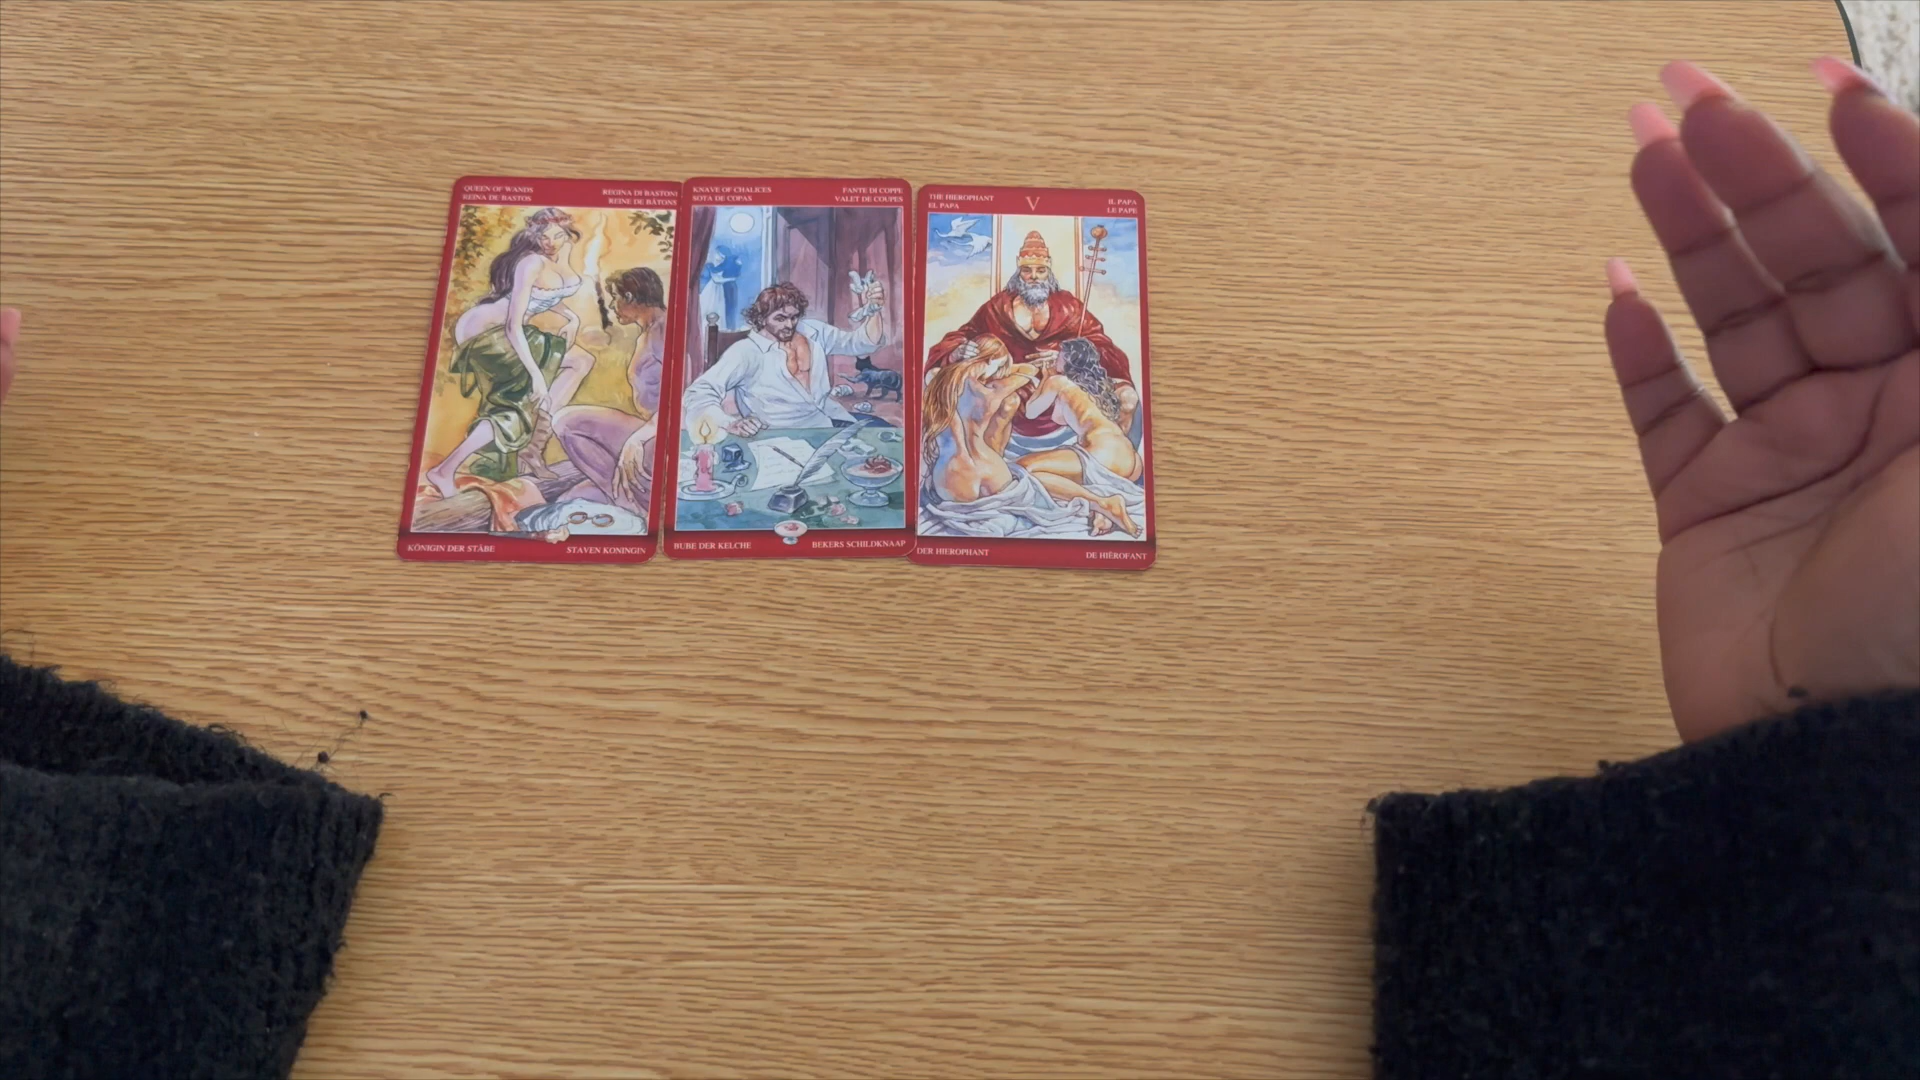 QUEEN OF WANDS
REINA DE BASTOS
REGINA DI BASTONI
REINE DE BÂTONS
KÖNIGIN DER STÄBE
STAVEN KONINGIN
KNAVE OF CHALICES
SOTA DE COPAS
FANTE DI COPPE
VALET DE COUPES
BUBE DER KELCHE
BEKERS SCHILDKNAAP
THE HIEROPHANT
EL PAPA
V
IL PAPA
LE PAPE
DER HIEROPHANT
DE HIËROFANT